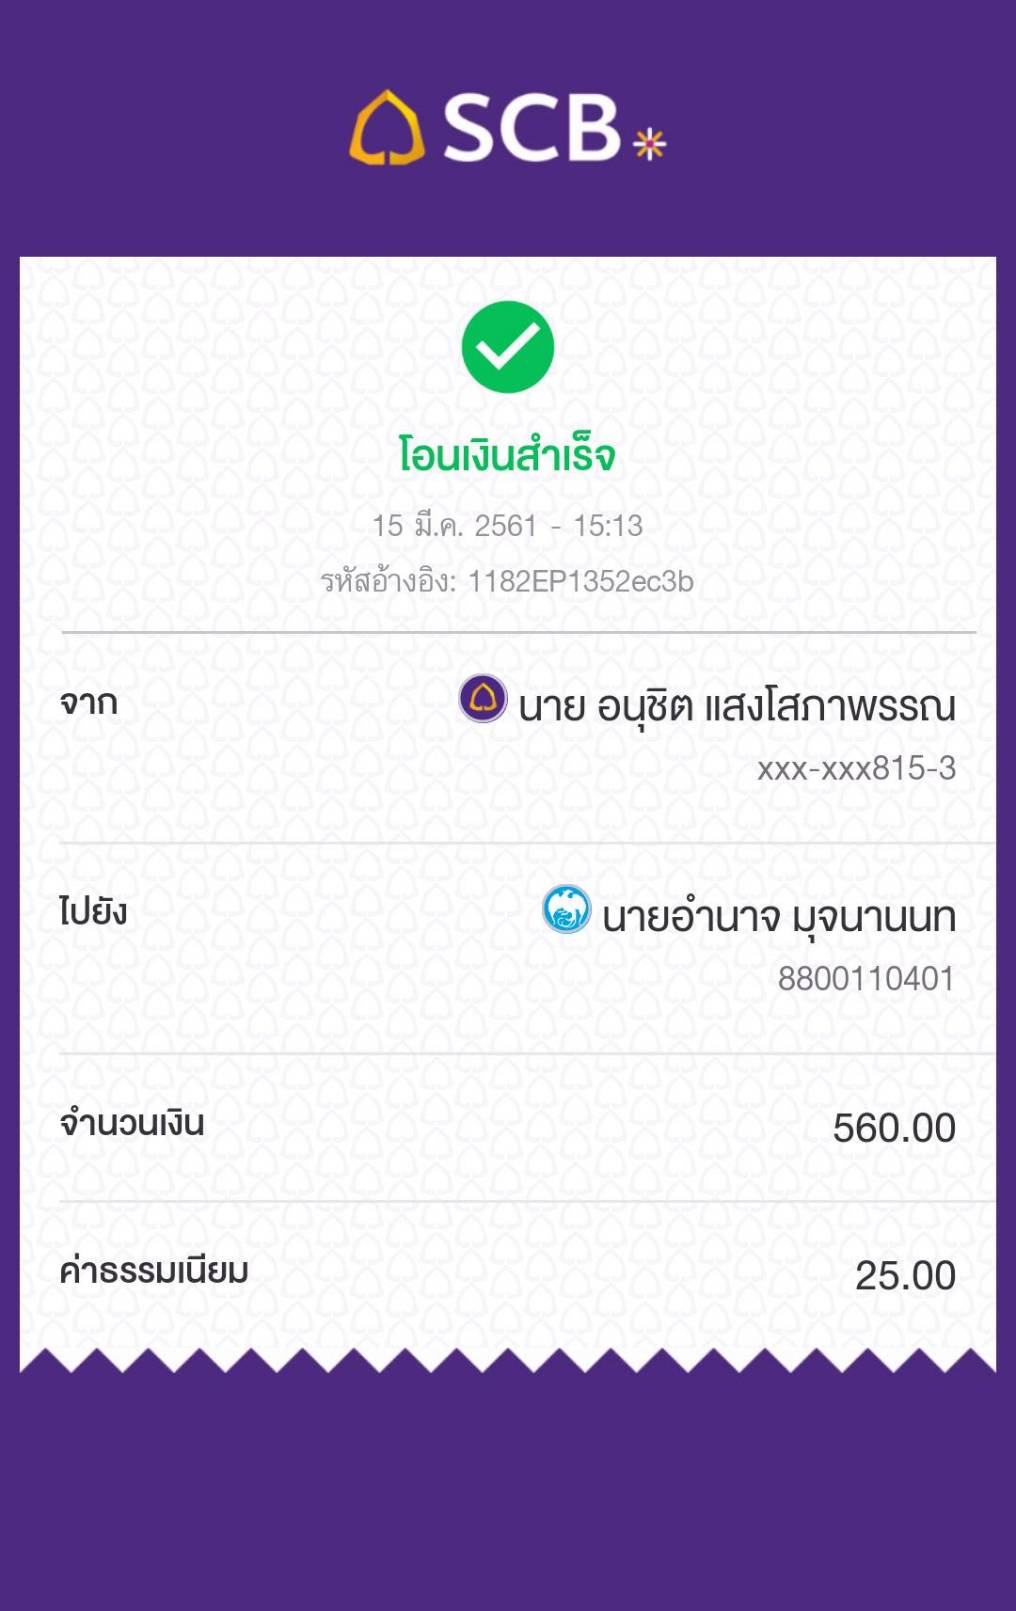 SCB
โอนเงินสำเร็จ
15 มี.ค. 2561 - 15:13
รหัสอ้างอิง: 1182EP1352ec3b
จาก นาย อนุชิต แสงโสภาพรรณ
xxx-xxx815-3
ไปยัง นายอำนาจ มุจนานนท
8800110401
จำนวนเงิน 560.00
ค่าธรรมเนียม 25.00